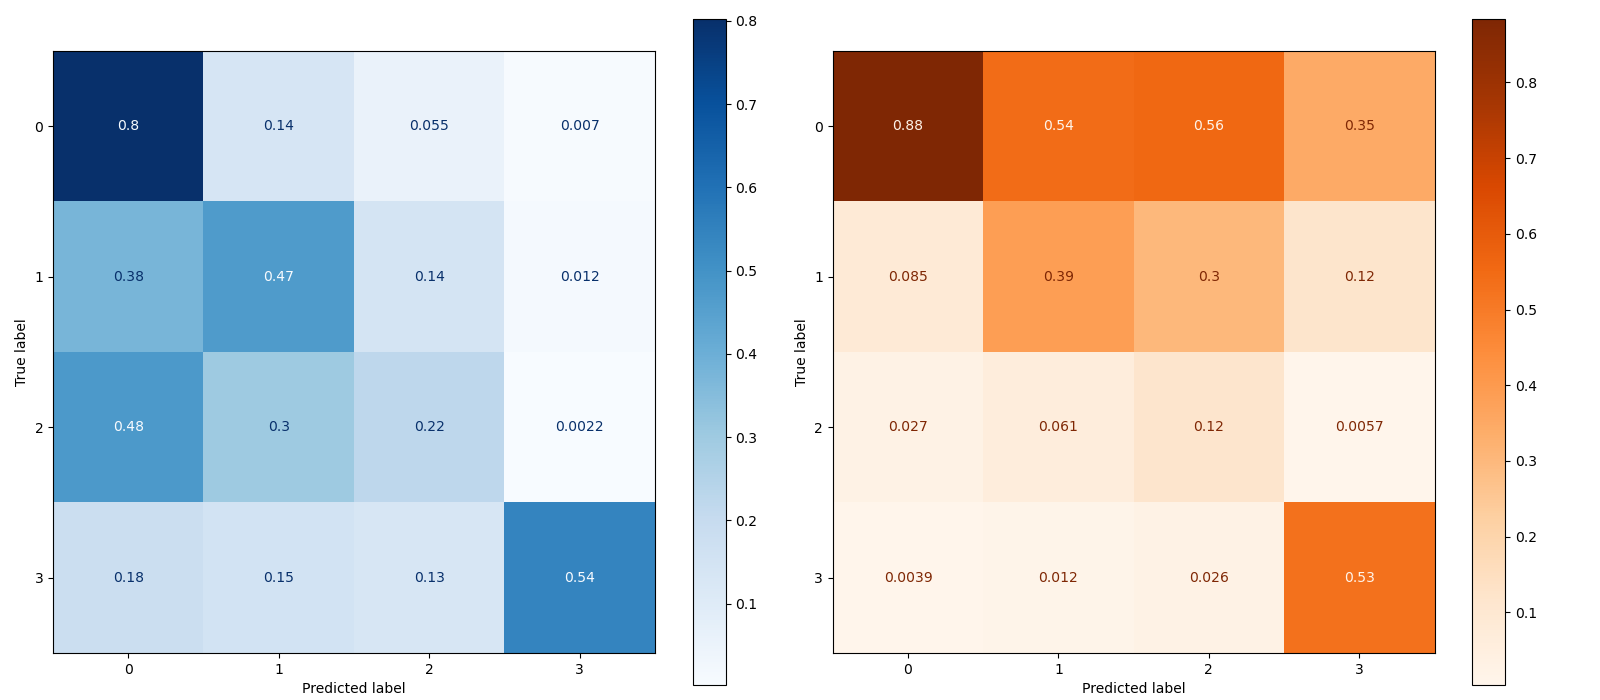 0.8 0.14 0.055 0.007
0.38 0.47 0.14 0.012
0.48 0.3 0.22 0.0022
0.18 0.15 0.13 0.54
0
1
2
3
True label
0 1 2 3
Predicted label
0.8
0.7
0.6
0.5
0.4
0.3
0.2
0.1
0.88 0.54 0.56 0.35
0.085 0.39 0.3 0.12
0.027 0.061 0.12 0.0057
0.0039 0.012 0.026 0.53
0
1
2
3
True label
0 1 2 3
Predicted label
0.8
0.7
0.6
0.5
0.4
0.3
0.2
0.1